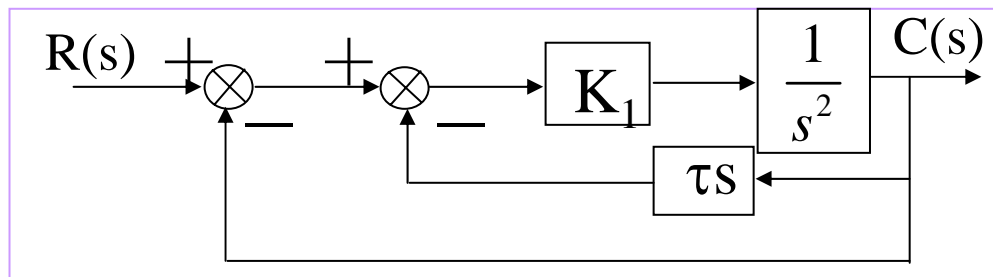 R(s)
+
+
K₁
1
s²
C(s)
−
−
τs